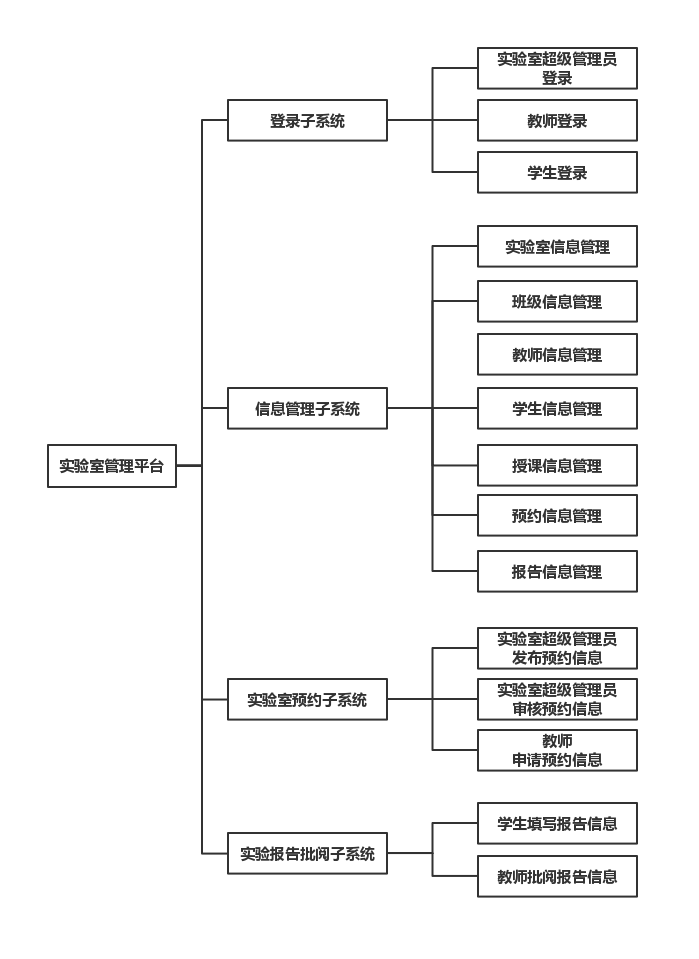 实验室超级管理员
登录
登录子系统
教师登录
学生登录
实验室信息管理
班级信息管理
教师信息管理
信息管理子系统
学生信息管理
实验室管理平台
授课信息管理
预约信息管理
报告信息管理
实验室超级管理员
发布预约信息
实验室预约子系统
实验室超级管理员
审核预约信息
教师
申请预约信息
学生填写报告信息
实验报告批阅子系统
教师批阅报告信息